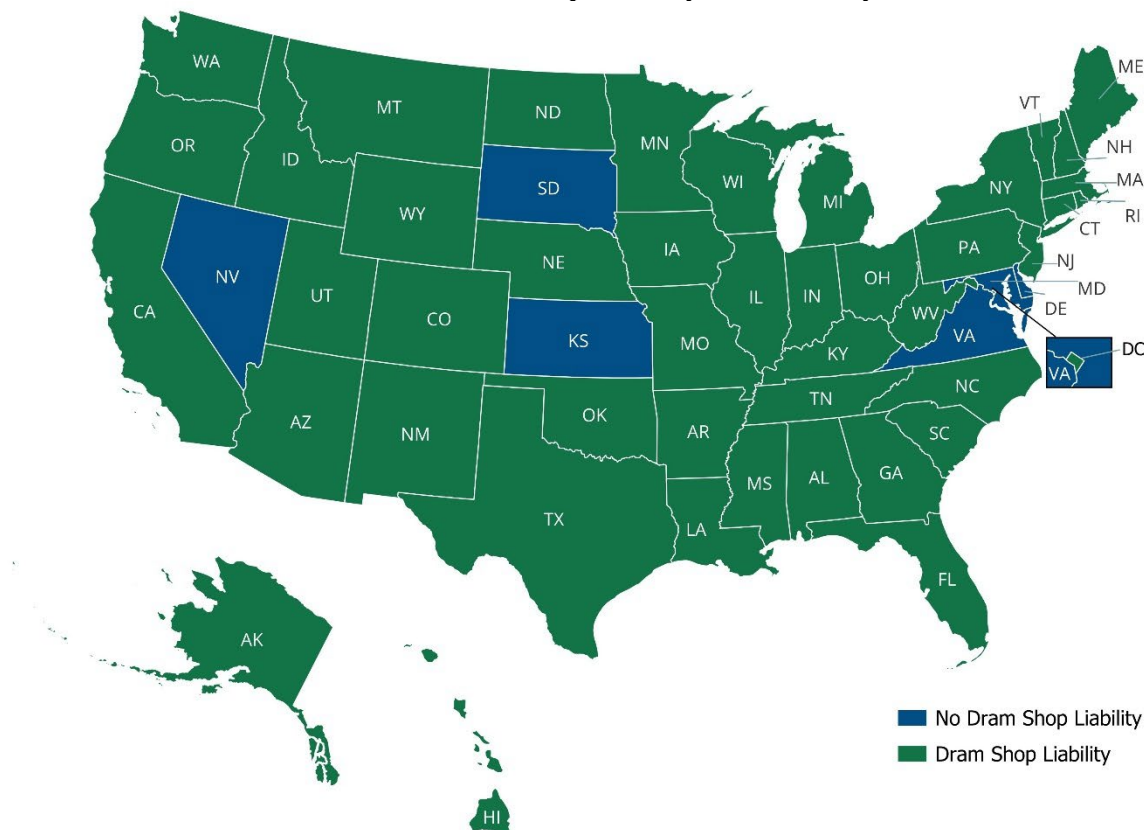 WA
MT
ND
MN
ME
VT
NH
MA
RI
CT
OR
ID
WY
SD
WI
MI
NY
NE
IA
PA
NJ
MD
DE
NV
UT
CO
KS
IL
IN
OH
WV
VA
MO
KY
DC
VA
CA
AZ
NM
OK
AR
TN
NC
SC
TX
LA
MS
AL
GA
FL
AK
HI
No Dram Shop Liability
Dram Shop Liability